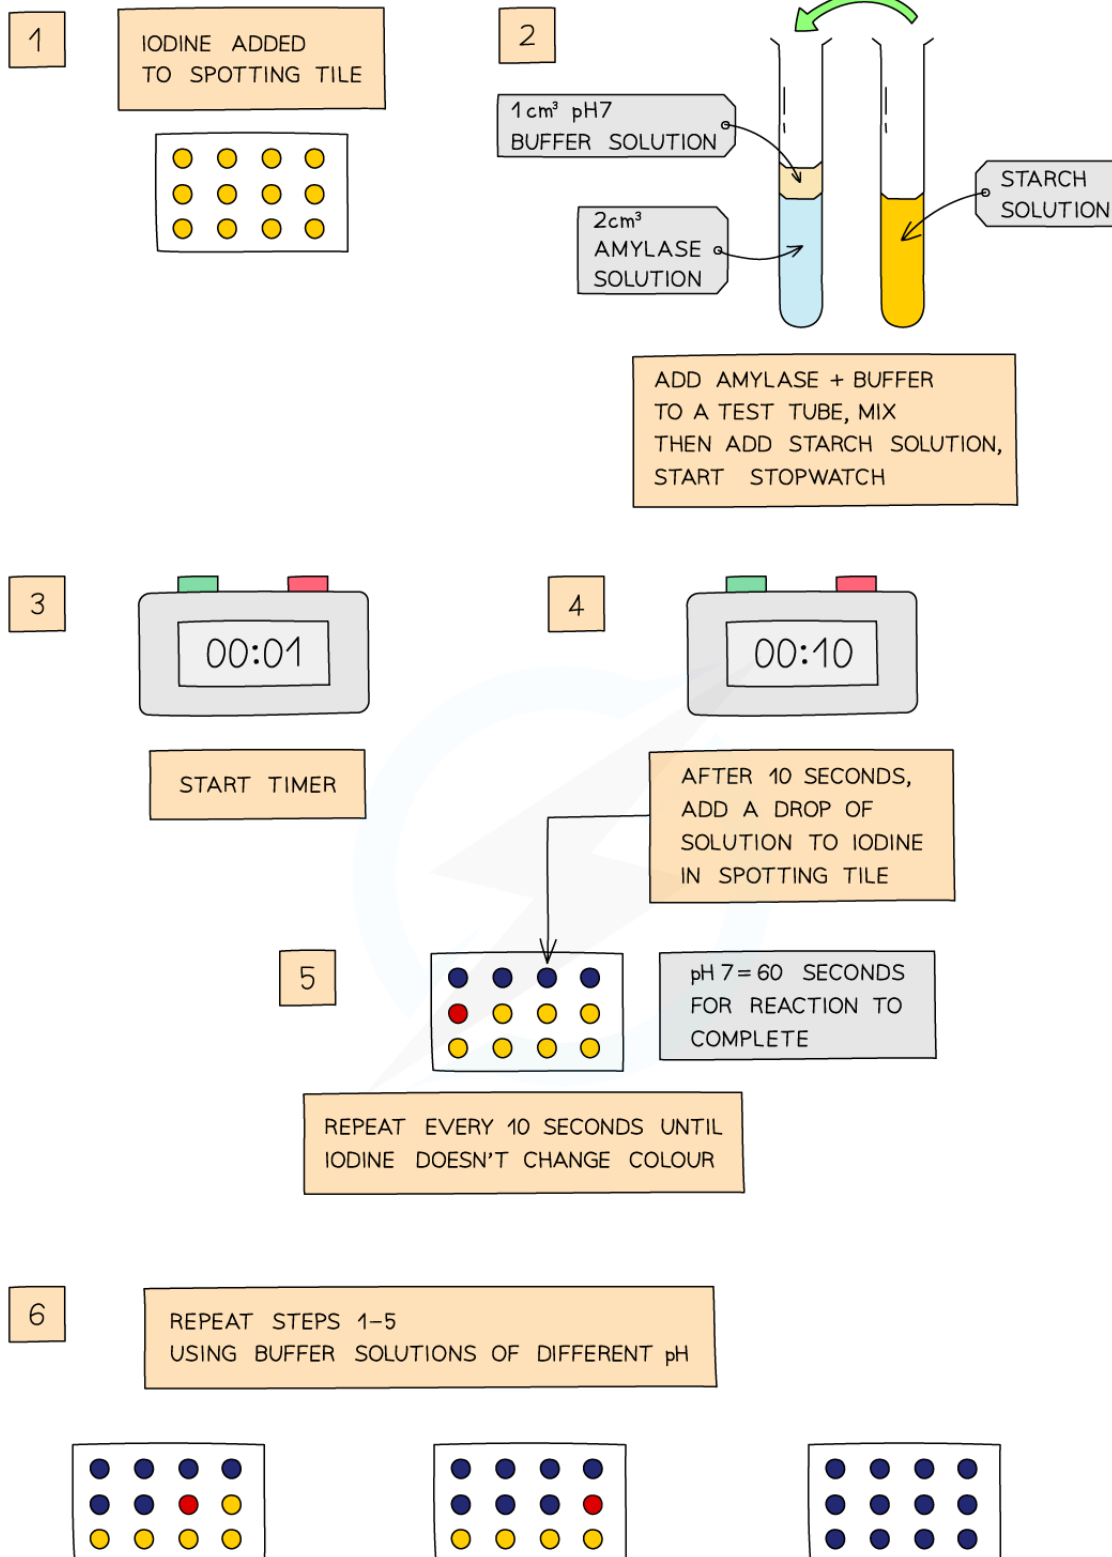 1
IODINE ADDED
TO SPOTTING TILE
2
1cm³ pH7
BUFFER SOLUTION
2cm³
AMYLASE
SOLUTION
STARCH
SOLUTION
ADD AMYLASE + BUFFER
TO A TEST TUBE, MIX
THEN ADD STARCH SOLUTION,
START STOPWATCH
3
00:01
START TIMER
4
00:10
AFTER 10 SECONDS,
ADD A DROP OF
SOLUTION TO IODINE
IN SPOTTING TILE
5
pH 7 = 60 SECONDS
FOR REACTION TO
COMPLETE
REPEAT EVERY 10 SECONDS UNTIL
IODINE DOESN'T CHANGE COLOUR
6
REPEAT STEPS 1–5
USING BUFFER SOLUTIONS OF DIFFERENT pH